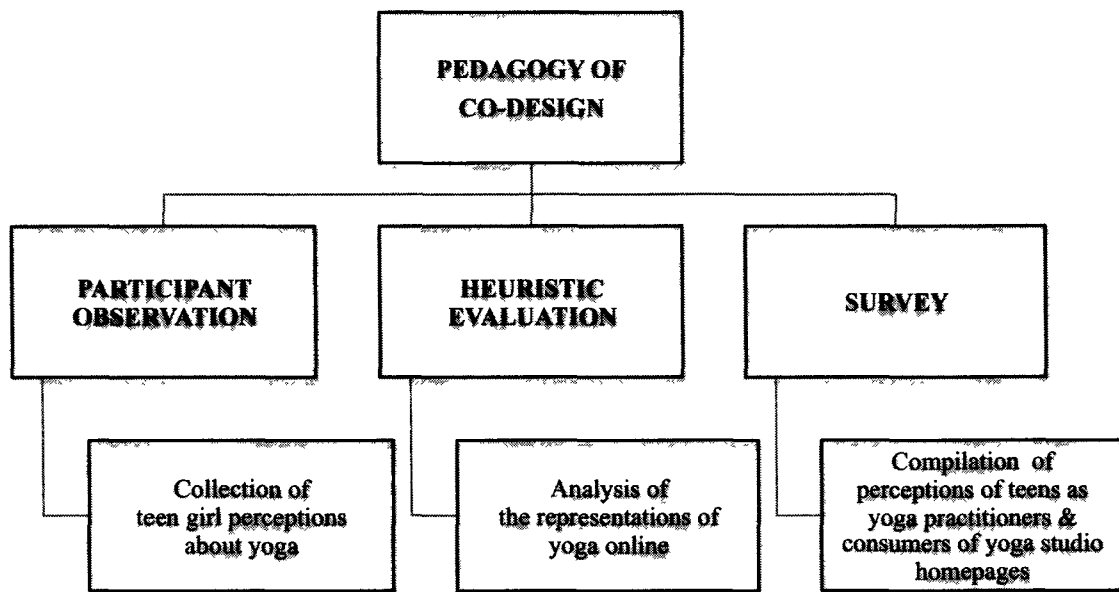 PEDAGOGY OF
CO-DESIGN
PARTICIPANT
OBSERVATION
HEURISTIC
EVALUATION
SURVEY
Collection of
teen girl perceptions
about yoga
Analysis of
the representations of
yoga online
Compilation of
perceptions of teens as
yoga practitioners &
consumers of yoga studio
homepages